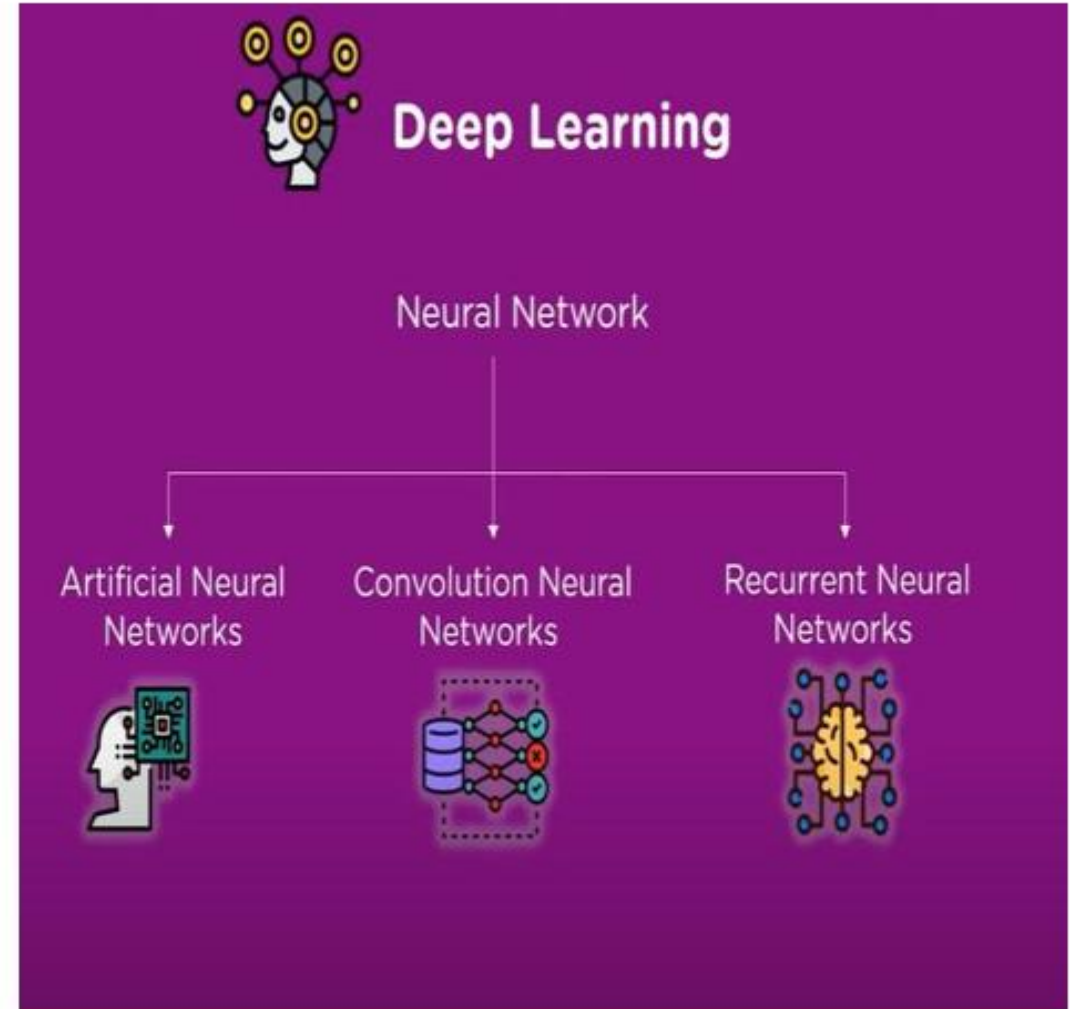 Deep Learning
Neural Network
Artificial Neural
Networks
Convolution Neural
Networks
Recurrent Neural
Networks